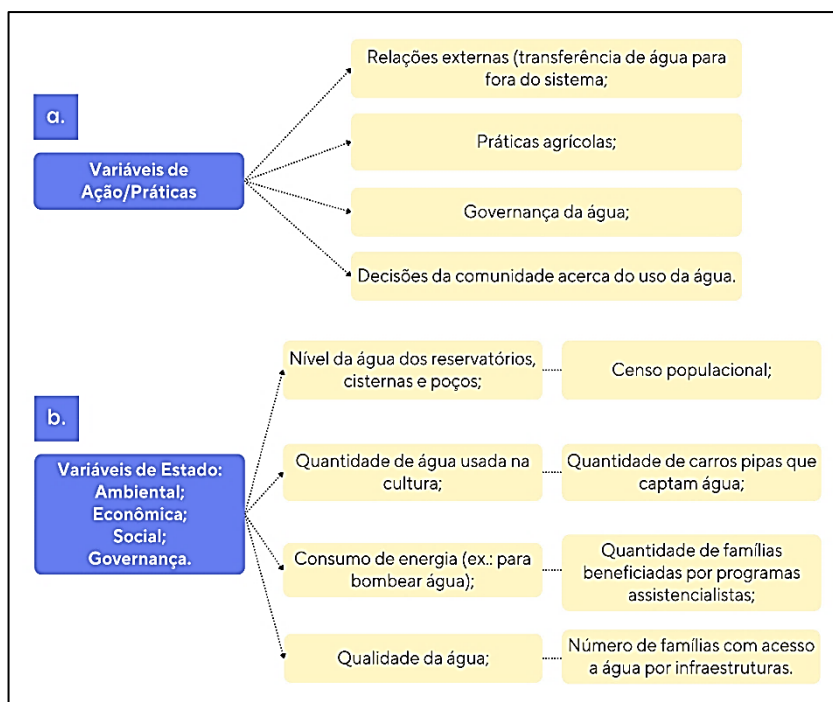 a.
Variáveis de
Ação/Práticas
Relações externas (transferência de água para
fora do sistema;
Práticas agrícolas;
Governança da água;
Decisões da comunidade acerca do uso da água.
b.
Variáveis de Estado:
Ambiental;
Econômica;
Social;
Governança.
Nível da água dos reservatórios,
cisternas e poços;
Censo populacional;
Quantidade de água usada na
cultura;
Quantidade de carros pipas que
captam água;
Consumo de energia (ex.: para
bombear água);
Quantidade de famílias
beneficiadas por programas
assistencialistas;
Qualidade da água;
Número de famílias com acesso
a água por infraestruturas.